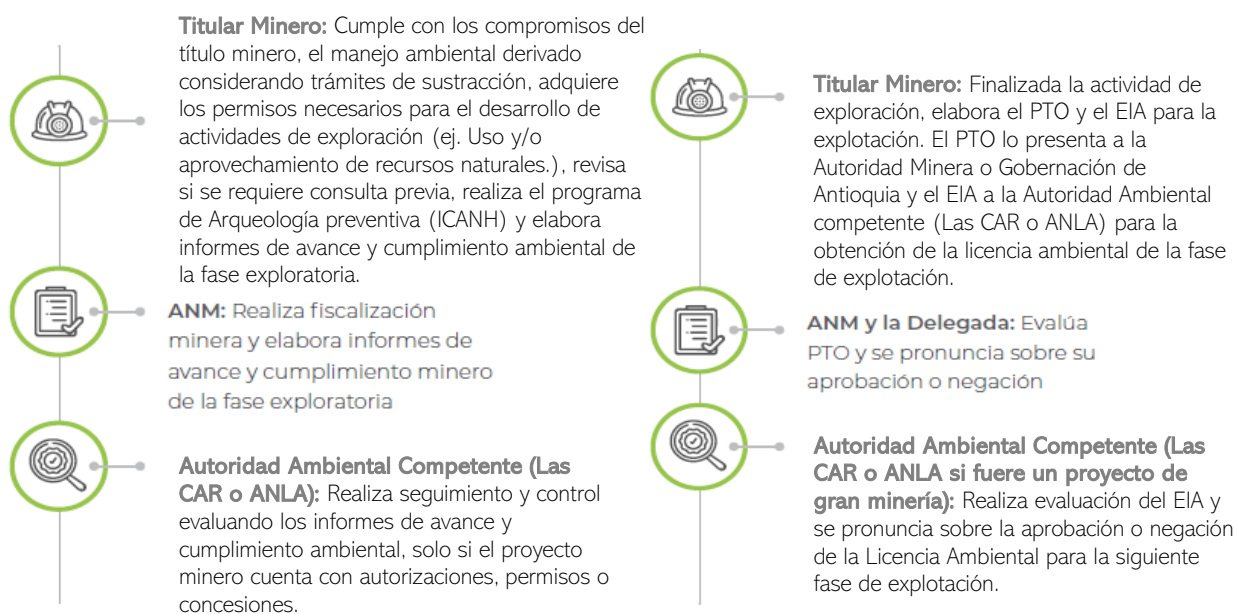 Titular Minero: Cumple con los compromisos del
título minero, el manejo ambiental derivado
considerando trámites de sustracción, adquiere
los permisos necesarios para el desarrollo de
actividades de exploración (ej. Uso y/o
aprovechamiento de recursos naturales.), revisa
si se requiere consulta previa, realiza el programa
de Arqueología preventiva (ICANH) y elabora
informes de avance y cumplimiento ambiental de
la fase exploratoria.
ANM: Realiza fiscalización
minera y elabora informes de
avance y cumplimiento minero
de la fase exploratoria
Autoridad Ambiental Competente (Las
CAR o ANLA): Realiza seguimiento y control
evaluando los informes de avance y
cumplimiento ambiental, solo si el proyecto
minero cuenta con autorizaciones, permisos o
concesiones.
Titular Minero: Finalizada la actividad de
exploración, elabora el PTO y el EIA para la
explotación. El PTO lo presenta a la
Autoridad Minera o Gobernación de
Antioquia y el EIA a la Autoridad Ambiental
competente (Las CAR o ANLA) para la
obtención de la licencia ambiental de la fase
de explotación.
ANM y la Delegada: Evalúa
PTO y se pronuncia sobre su
aprobación o negación
Autoridad Ambiental Competente (Las
CAR o ANLA si fuere un proyecto de
gran minería): Realiza evaluación del EIA y
se pronuncia sobre la aprobación o negación
de la Licencia Ambiental para la siguiente
fase de explotación.